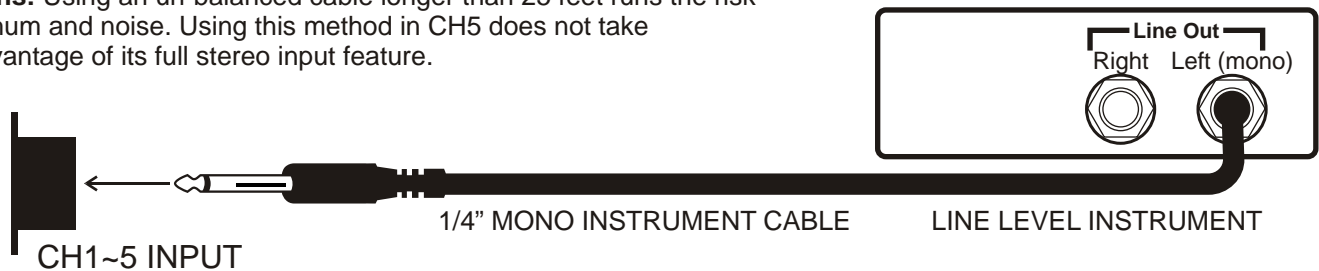 Using an un-balanced cable longer than 25 feet runs the risk
hum and noise. Using this method in CH5 does not take
vantage of its full stereo input feature.
Line Out
Right Left (mono)
1/4” MONO INSTRUMENT CABLE LINE LEVEL INSTRUMENT
CH1~5 INPUT